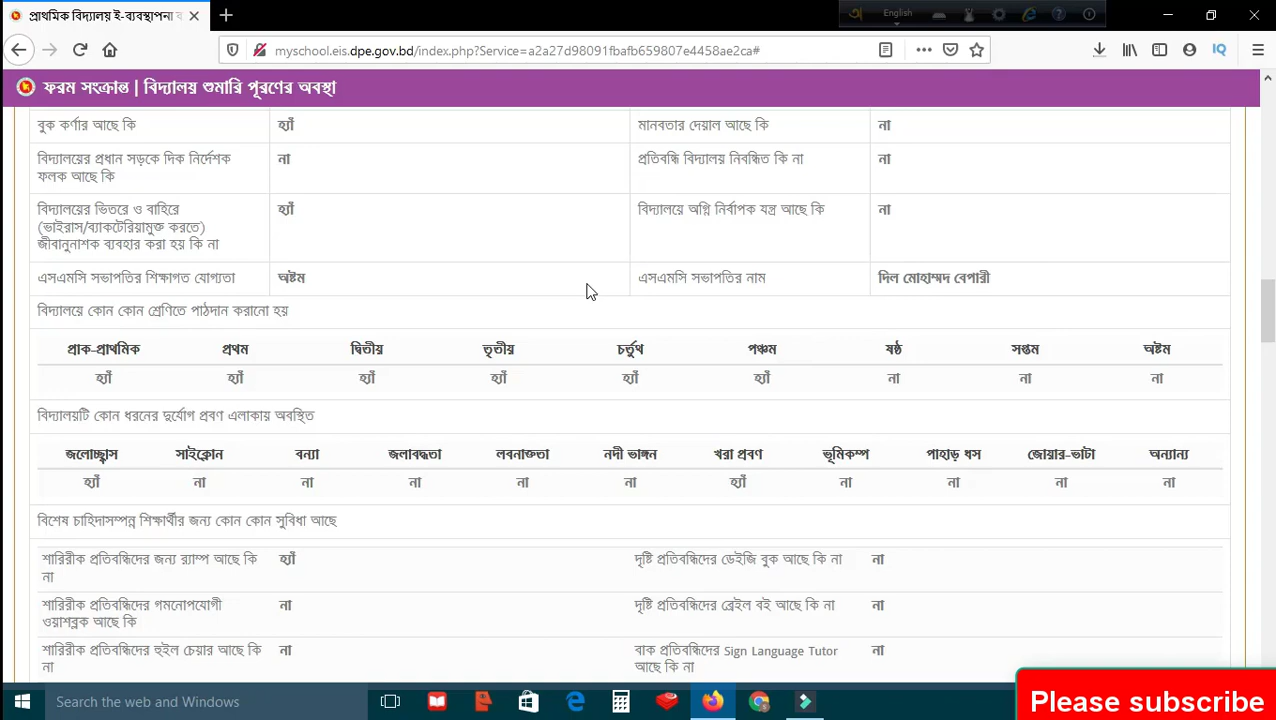 প্রাথমিক বিদ্যালয় ই-ব্যবস্থাপনা
English
myschool.eis.dpe.gov.bd/index.php?Service=a2a27d98091fbafb659807e4458ae2ca#
ফরম সংক্রান্ত | বিদ্যালয় শুমারি পূরণের অবস্থা
বুক কর্ণার আছে কি হ্যাঁ মানবতার দেয়াল আছে কি না
বিদ্যালয়ের প্রধান সড়কে দিক নির্দেশক না প্রতিবন্ধি বিদ্যালয় নিবন্ধিত কি না না
ফলক আছে কি
বিদ্যালয়ের ভিতরে ও বাহিরে হ্যাঁ বিদ্যালয়ে অগ্নি নির্বাপক যন্ত্র আছে কি না
(ভাইরাস/ব্যাকটেরিয়ামুক্ত করতে)
জীবানুনাশক ব্যবহার করা হয় কি না
এসএমসি সভাপতির শিক্ষাগত যোগ্যতা অষ্টম এসএমসি সভাপতির নাম দিল মোহাম্মদ বেপারী
বিদ্যালয়ে কোন কোন শ্রেণিতে পাঠদান করানো হয়
প্রাক-প্রাথমিক প্রথম দ্বিতীয় তৃতীয় চর্তুথ পঞ্চম ষষ্ঠ সপ্তম অষ্টম
হ্যাঁ হ্যাঁ হ্যাঁ হ্যাঁ হ্যাঁ হ্যাঁ না না না
বিদ্যালয়টি কোন ধরনের দুর্যোগ প্রবণ এলাকায় অবস্থিত
জলোচ্ছ্বাস সাইক্লোন বন্যা জলাবদ্ধতা লবনাক্ততা নদী ভাঙ্গন খরা প্রবণ ভূমিকম্প পাহাড় ধস জোয়ার-ভাটা অন্যান্য
হ্যাঁ না না না না না হ্যাঁ না না না না
বিশেষ চাহিদাসম্পন্ন শিক্ষার্থীর জন্য কোন কোন সুবিধা আছে
শারিরীক প্রতিবন্ধিদের জন্য র‍্যাম্প আছে কি হ্যাঁ দৃষ্টি প্রতিবন্ধিদের ডেইজি বুক আছে কি না না
না
শারিরীক প্রতিবন্ধিদের গমনোপযোগী না দৃষ্টি প্রতিবন্ধিদের ব্রেইল বই আছে কি না না
ওয়াশব্লক আছে কি
শারিরীক প্রতিবন্ধিদের হুইল চেয়ার আছে কি না বাক প্রতিবন্ধিদের Sign Language Tutor না
না আছে কি না
Search the web and Windows
Please subscribe